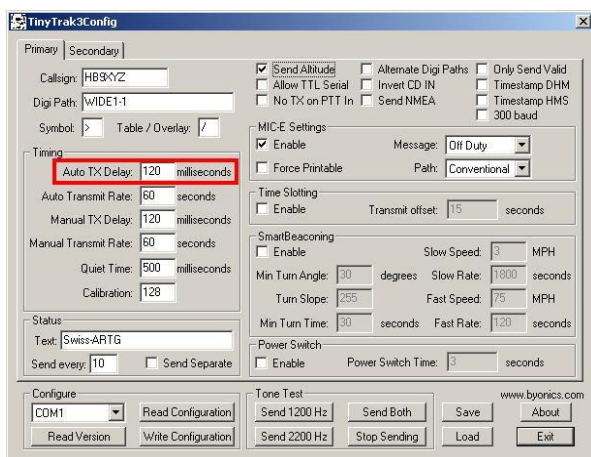 TinyTrak3Config
Primary Secondary
Callsign: HB9XYZ
Digi Path: WIDE1-1
Symbol: > Table / Overlay: /
Timing
Auto TX Delay: 120 milliseconds
Auto Transmit Rate: 60 seconds
Manual TX Delay: 120 milliseconds
Manual Transmit Rate: 60 seconds
Quiet Time: 500 milliseconds
Calibration: 128
Status
Text: Swiss-ARTG
Send every: 10 Send Separate
Send Altitude Alternate Digi Paths Only Send Valid
Allow TTL Serial Invert CD IN Timestamp DHM
No TX on PTT In Send NMEA Timestamp HMS
300 baud
MIC-E Settings
Enable Message: Off Duty
Force Printable Path: Conventional
Time Slotting
Enable Transmit offset: 15 seconds
SmartBeaconing
Enable Slow Speed: 3 MPH
Min Turn Angle: 30 degrees Slow Rate: 1800 seconds
Turn Slope: 255 Fast Speed: 75 MPH
Min Turn Time: 30 seconds Fast Rate: 120 seconds
Power Switch
Enable Power Switch Time: 3 seconds
Configure
COM1 Read Configuration
Read Version Write Configuration
Tone Test
Send 1200 Hz Send Both
Send 2200 Hz Stop Sending
www.byonics.com
Save About
Load Exit